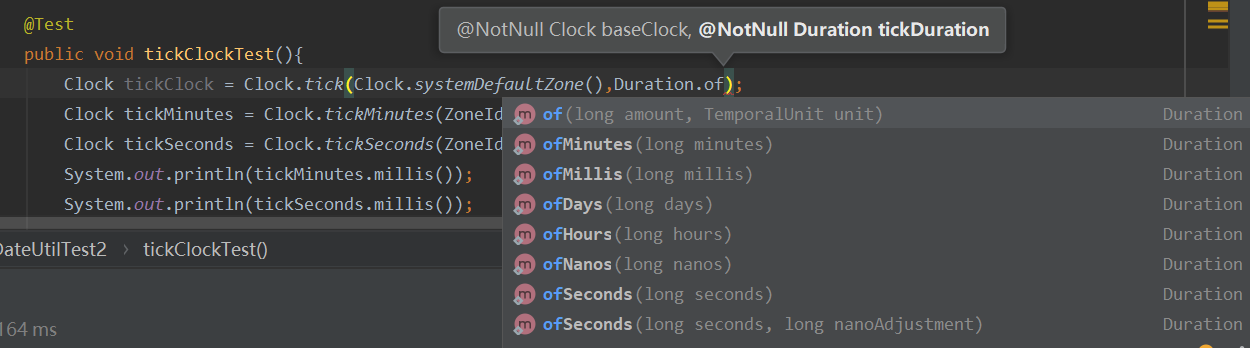 @NotNull Clock baseClock, @NotNull Duration tickDuration
@Test
public void tickClockTest(){
Clock tickClock = Clock.tick(Clock.systemDefaultZone(),Duration.of);
Clock tickMinutes = Clock.tickMinutes(ZoneId
Clock tickSeconds = Clock.tickSeconds(ZoneId
System.out.println(tickMinutes.millis());
System.out.println(tickSeconds.millis());
m of(long amount, TemporalUnit unit) Duration
m ofMinutes(long minutes) Duration
m ofMillis(long millis) Duration
m ofDays(long days) Duration
m ofHours(long hours) Duration
m ofNanos(long nanos) Duration
m ofSeconds(long seconds) Duration
m ofSeconds(long seconds, long nanoAdjustment) Duration
DateUtilTest2 › tickClockTest()
164 ms